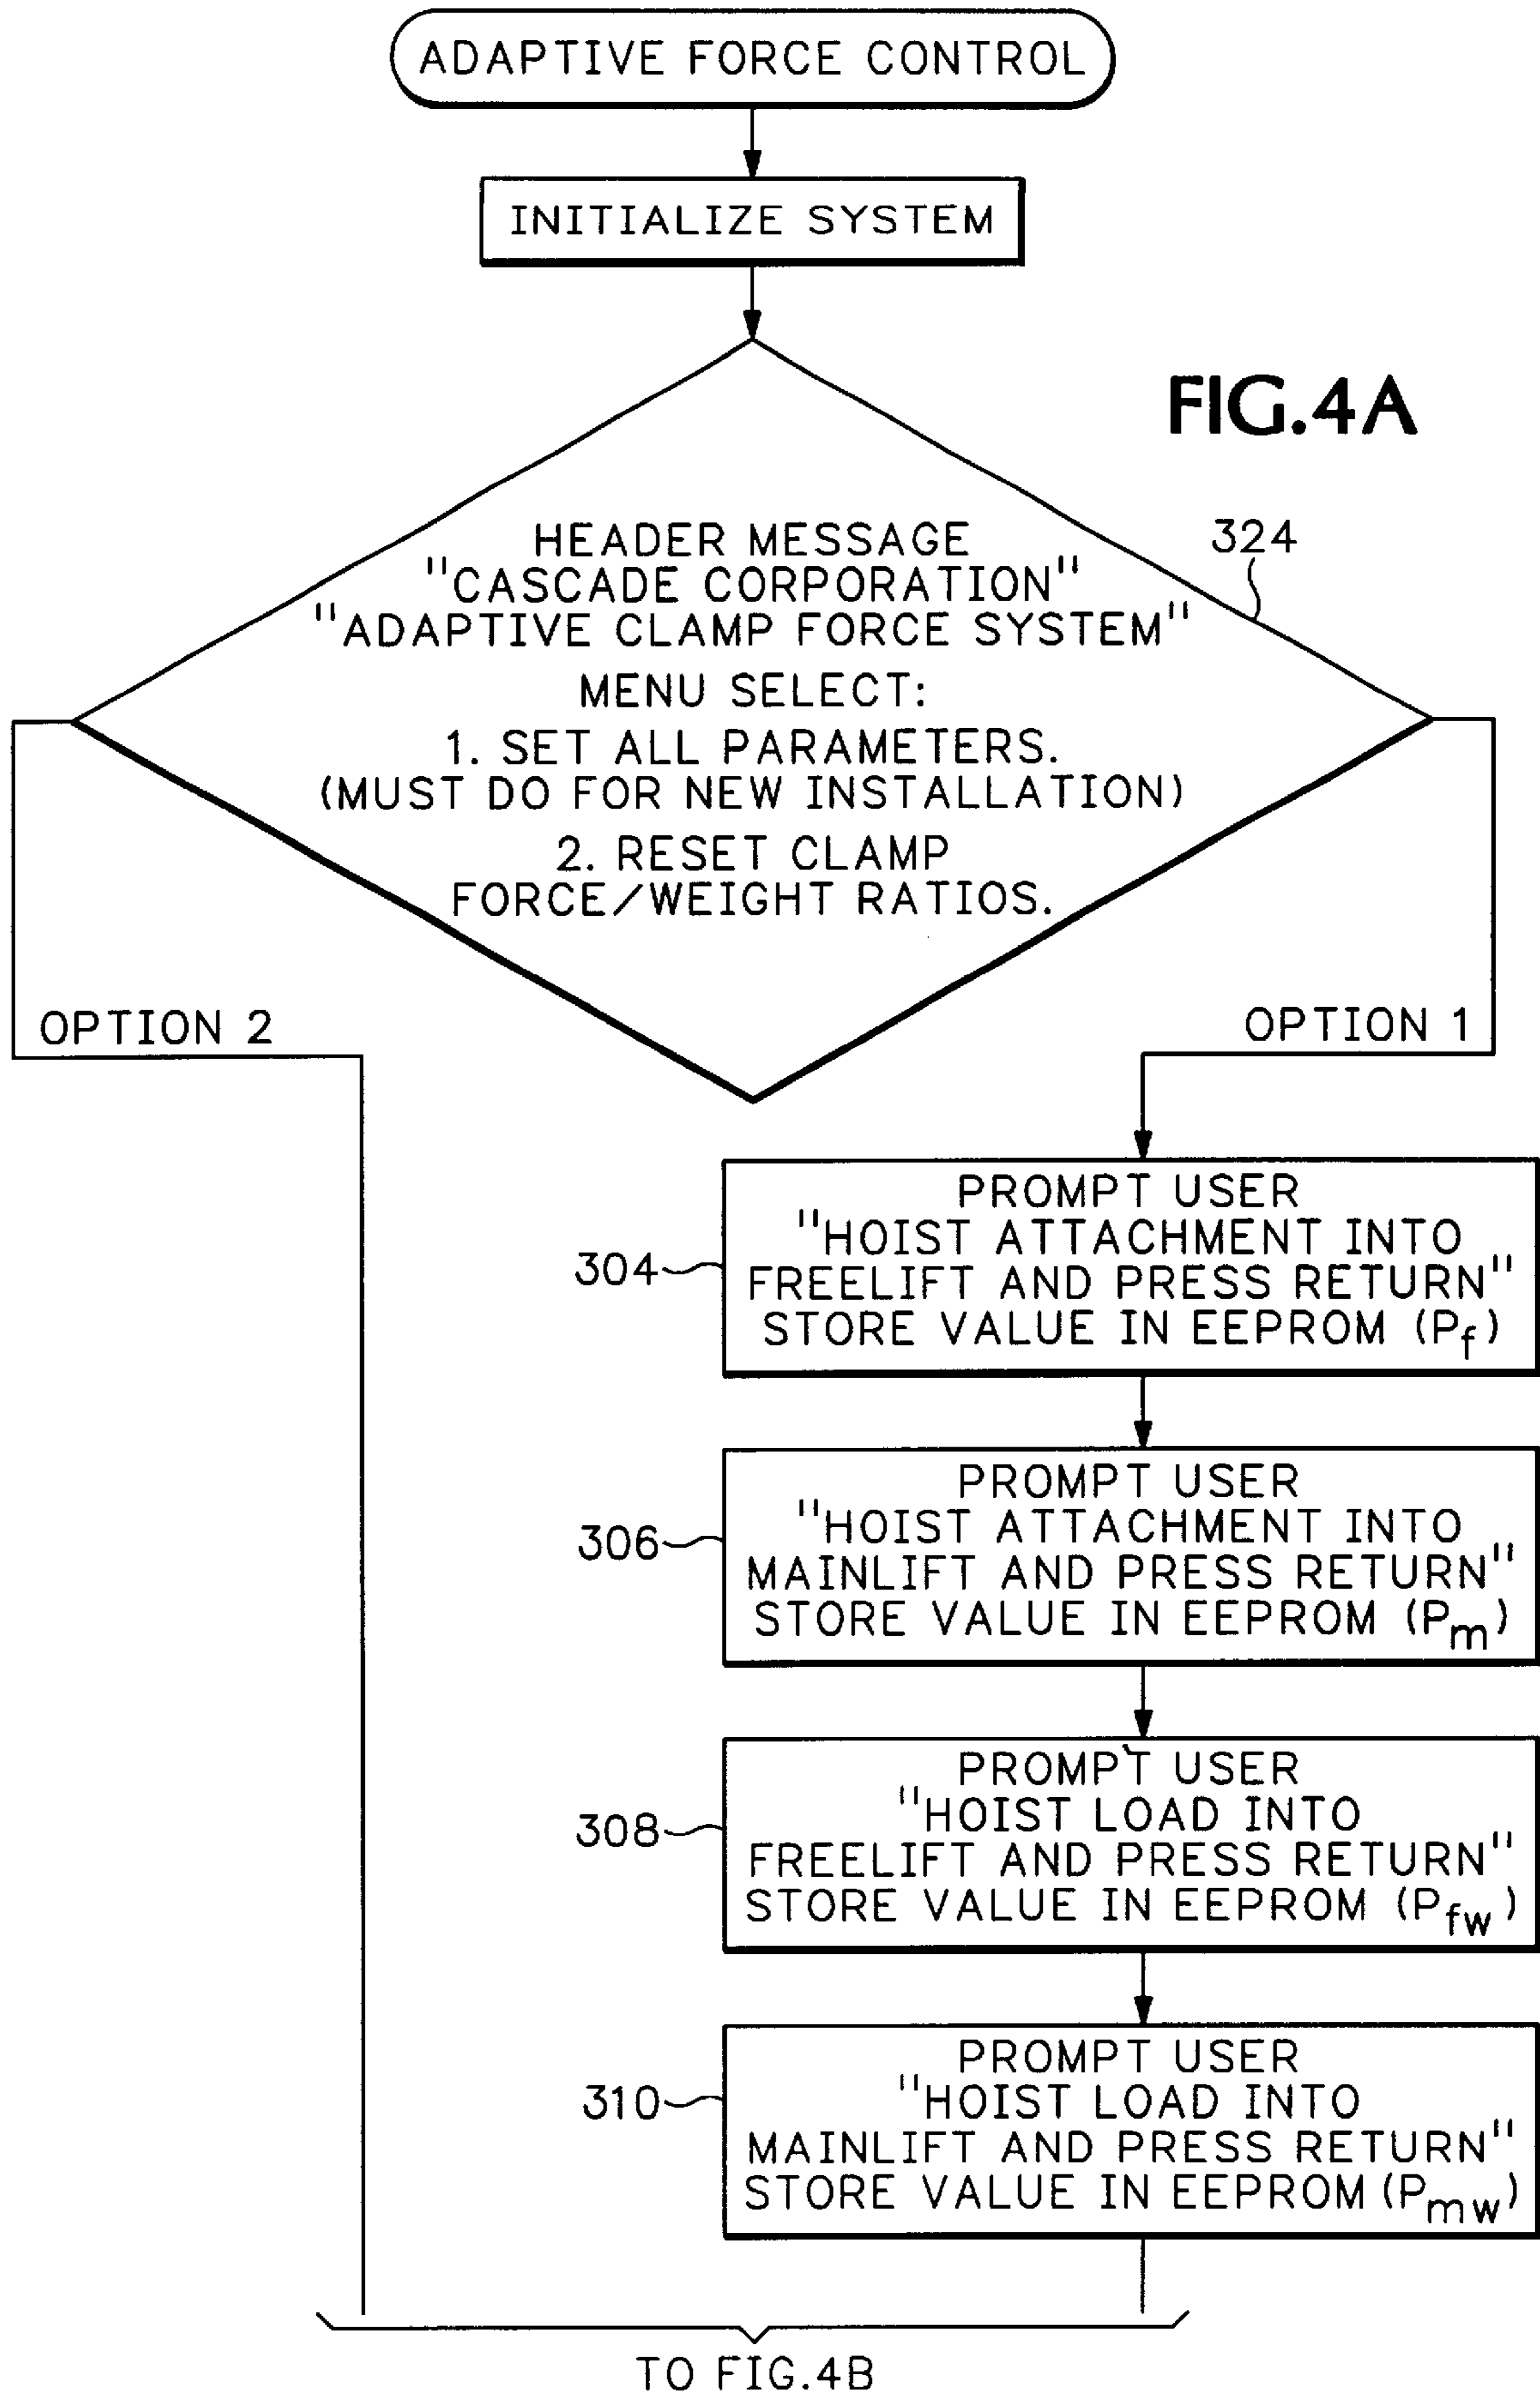 ADAPTIVE FORCE CONTROL
INITIALIZE SYSTEM
FIG.4A
HEADER MESSAGE
"CASCADE CORPORATION"
"ADAPTIVE CLAMP FORCE SYSTEM"
324
MENU SELECT:
1. SET ALL PARAMETERS.
(MUST DO FOR NEW INSTALLATION)
2. RESET CLAMP
FORCE/WEIGHT RATIOS.
OPTION 2
OPTION 1
304
PROMPT USER
"HOIST ATTACHMENT INTO
FREELIFT AND PRESS RETURN"
STORE VALUE IN EEPROM (Pf)
306
PROMPT USER
"HOIST ATTACHMENT INTO
MAINLIFT AND PRESS RETURN"
STORE VALUE IN EEPROM (Pm)
308
PROMPT USER
"HOIST LOAD INTO
FREELIFT AND PRESS RETURN"
STORE VALUE IN EEPROM (Pfw)
310
PROMPT USER
"HOIST LOAD INTO
MAINLIFT AND PRESS RETURN"
STORE VALUE IN EEPROM (Pmw)
TO FIG.4B